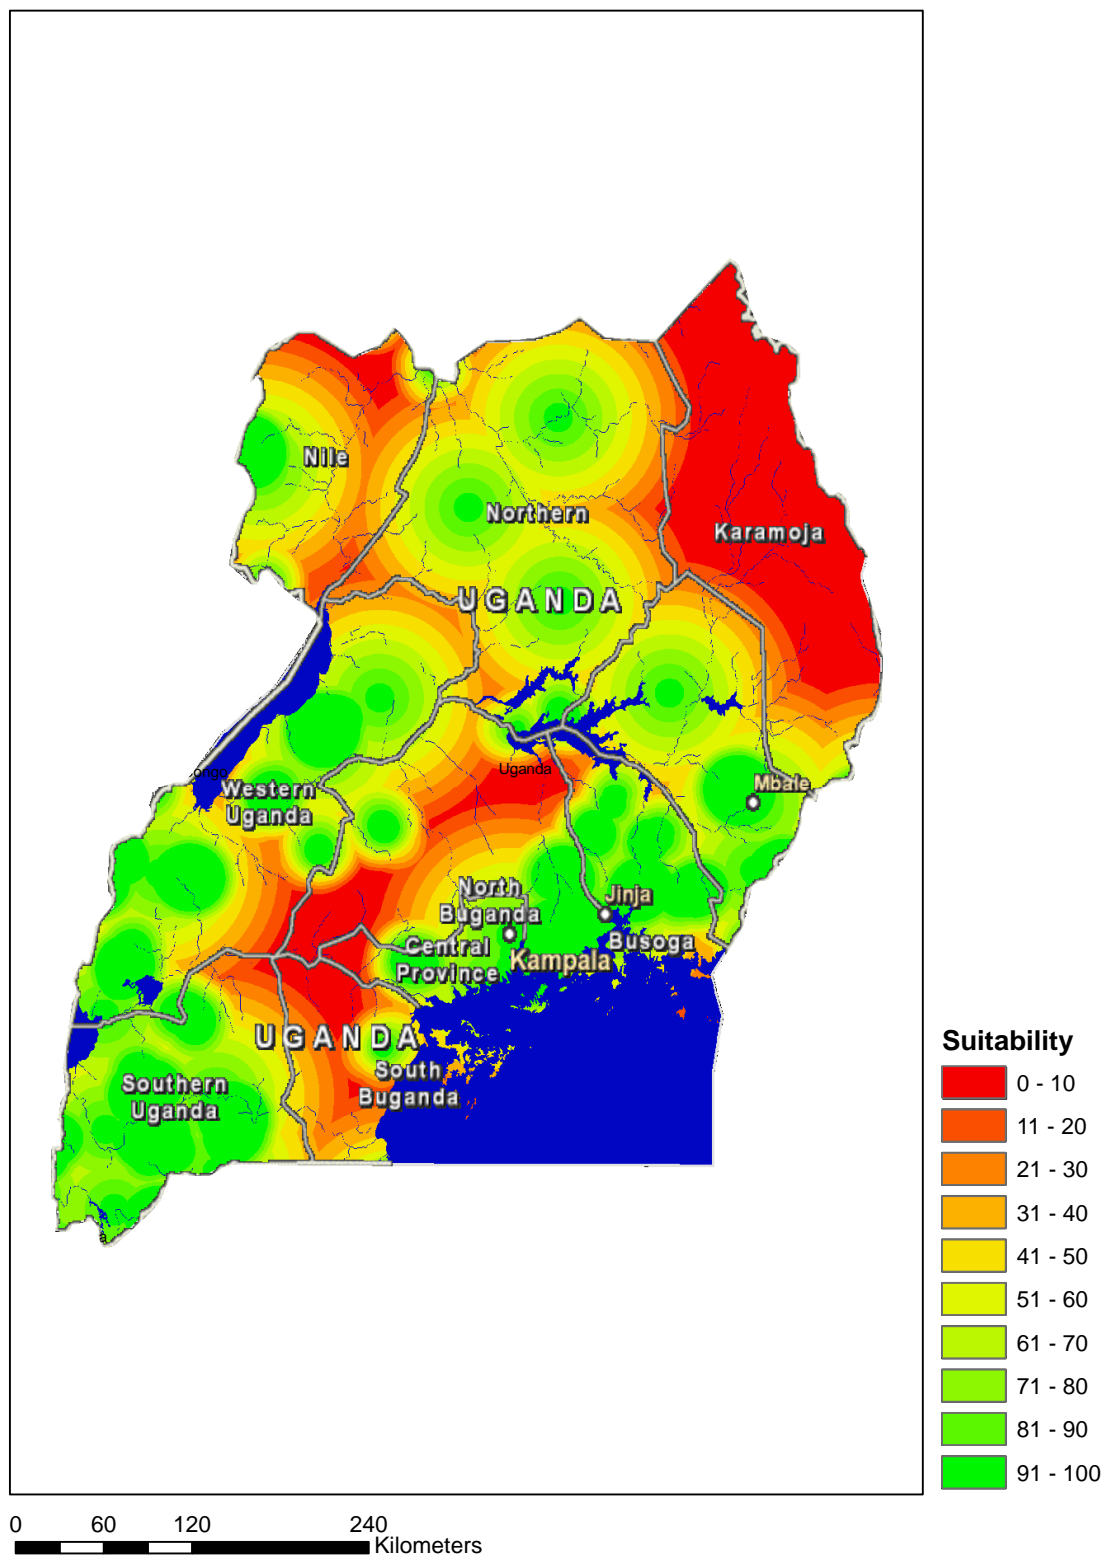 Nile
Northern
Karamoja
UGANDA
ongo
Uganda
Western
Uganda
Mbale
North
Buganda
Jinja
Central
Province
Busoga
Kampala
UGANDA
South
Buganda
Southern
Uganda
Suitability
0 - 10
11 - 20
21 - 30
31 - 40
41 - 50
51 - 60
61 - 70
71 - 80
81 - 90
91 - 100
0 60 120 240
Kilometers